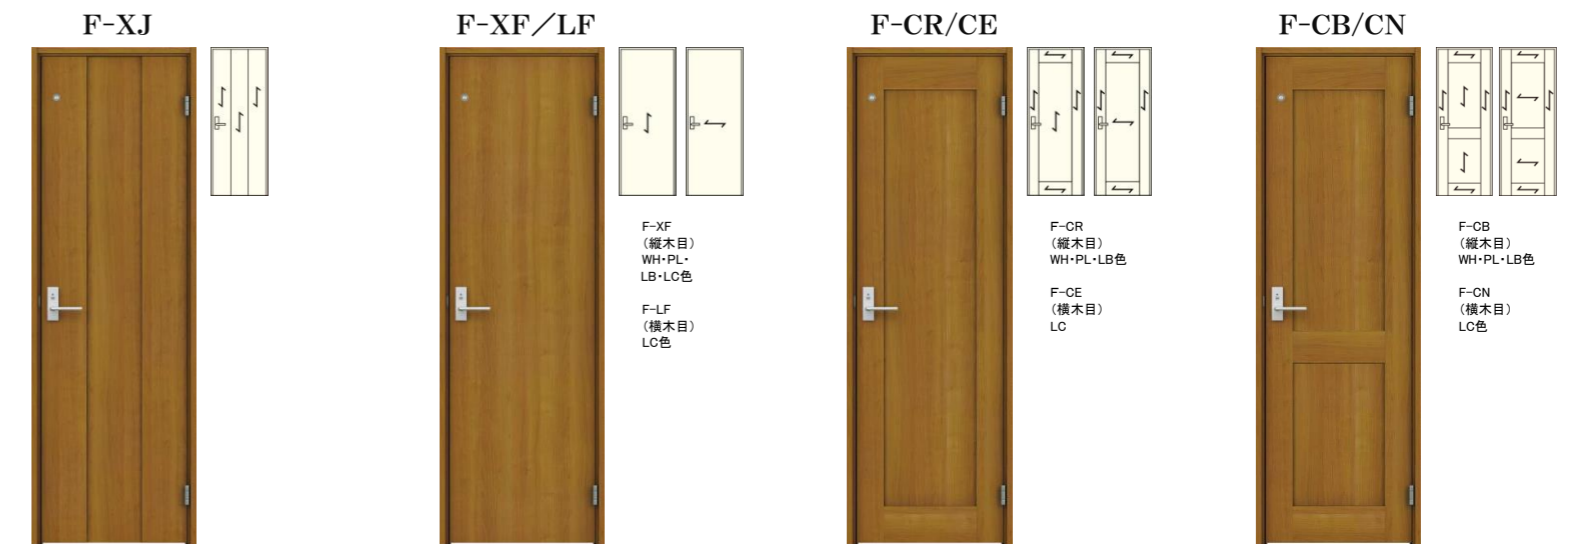 F-XJ
F-XF／LF
F-CR/CE
F-CB/CN
F-XF
（縦木目）
WH・PL・
LB・LC色
F-LF
（横木目）
LC色
F-CR
（縦木目）
WH・PL・LB色
F-CE
（横木目）
LC
F-CB
（縦木目）
WH・PL・LB色
F-CN
（横木目）
LC色